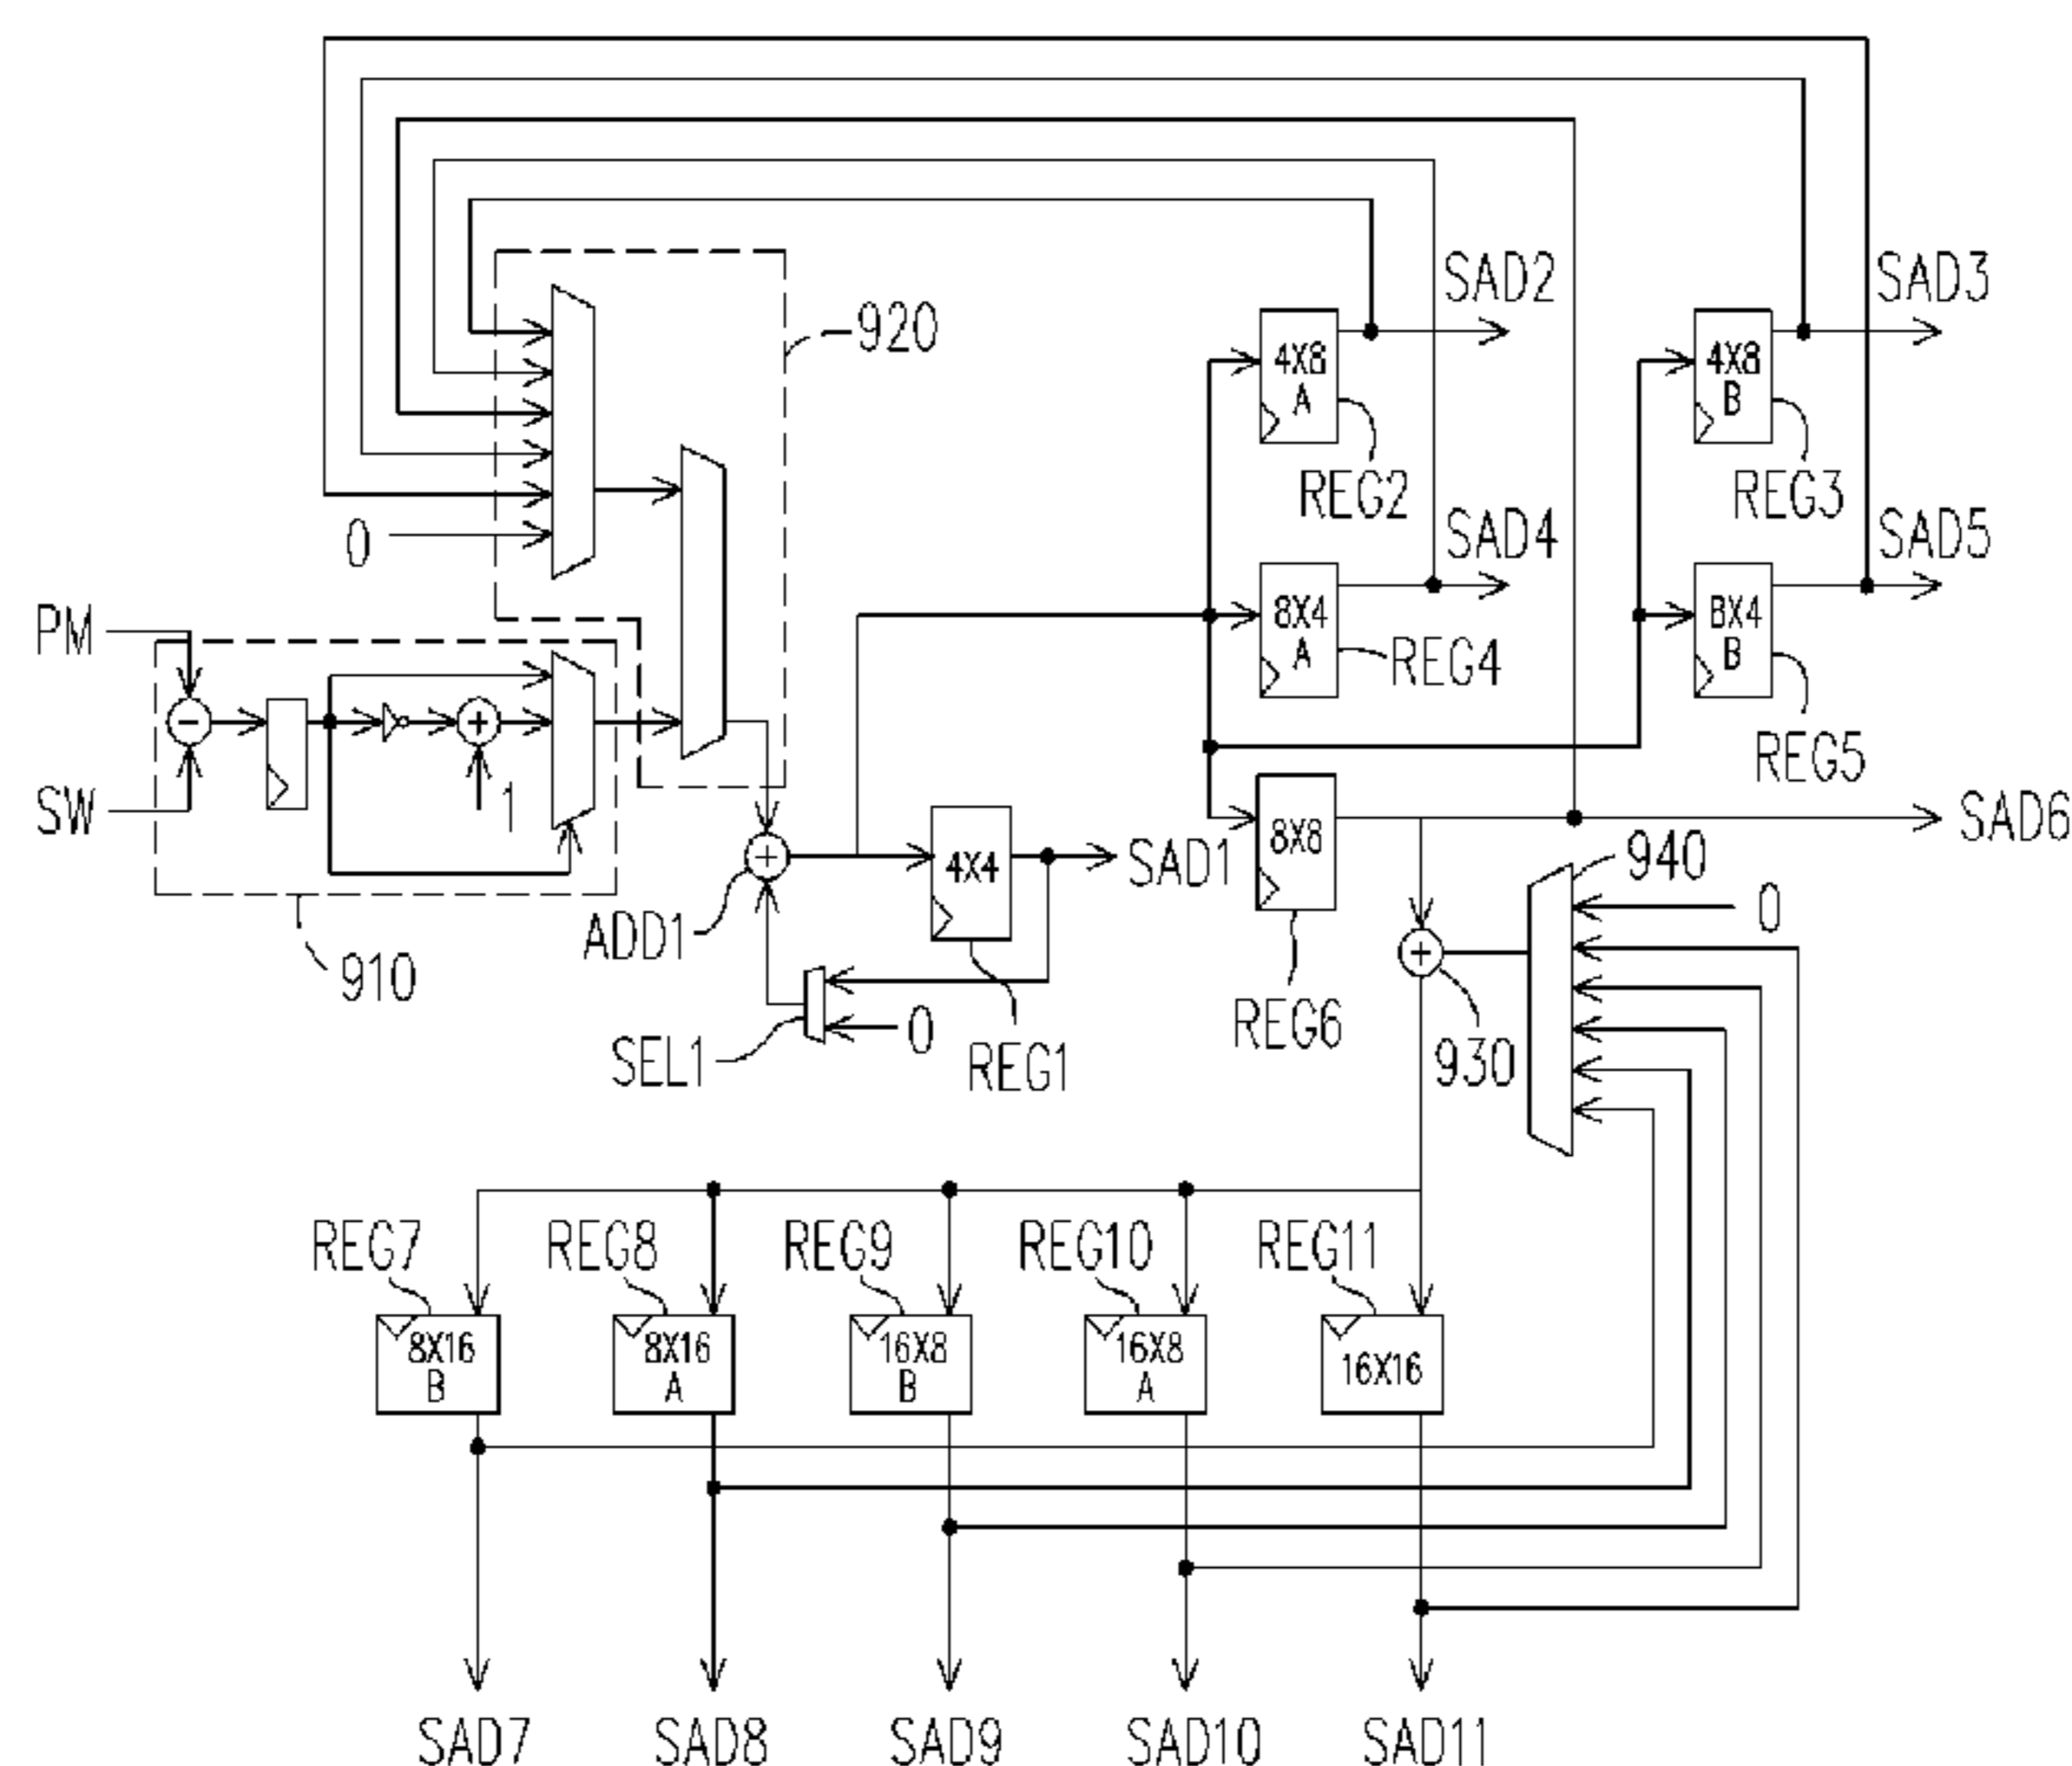 SAD2
SAD3
920
4X8
A
4X8
B
REG2
REG3
0
SAD4
SAD5
PM
8X4
A
REG4
8X4
B
REG5
SW
1
SAD6
8X8
940
4X4
SAD1
0
ADD1
910
REG6
930
SEL1
0
REG1
REG7
REG8
REG9
REG10
REG11
8X16
B
8X16
A
16X8
B
16X8
A
16X16
SAD7
SAD8
SAD9
SAD10
SAD11